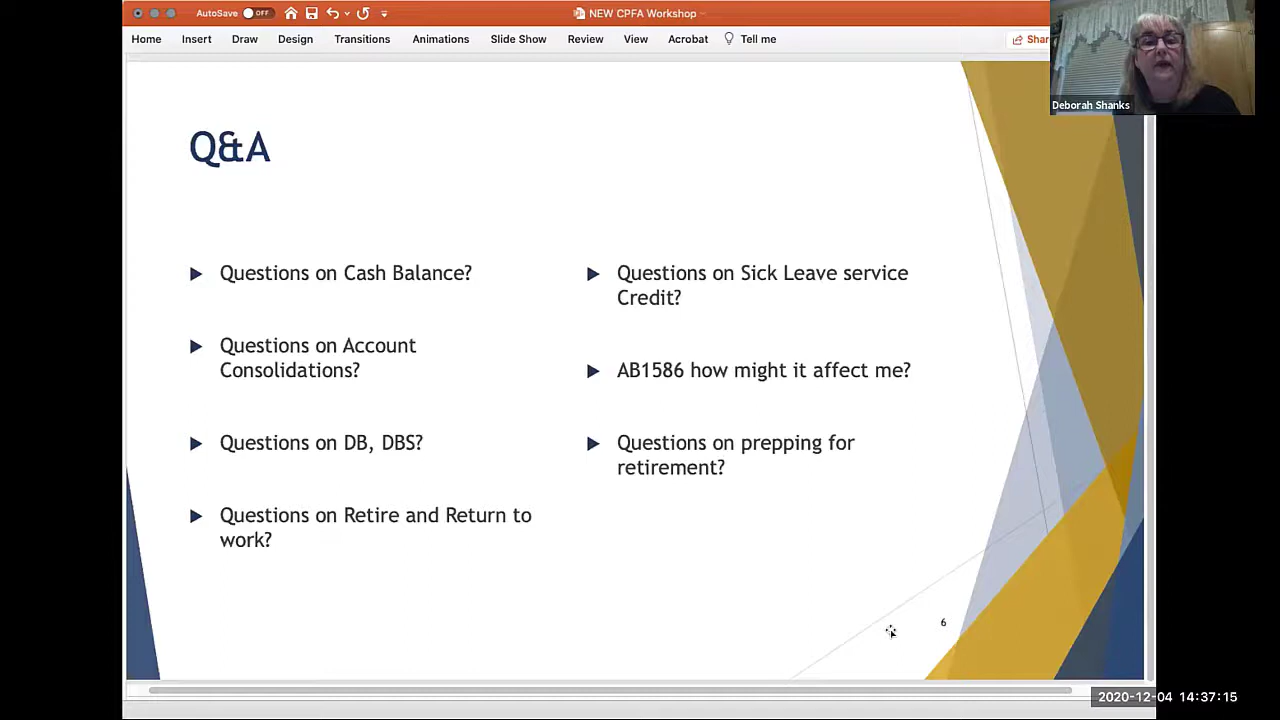 AutoSave OFF
NEW CPFA Workshop
Home Insert Draw Design Transitions Animations Slide Show Review View Acrobat Tell me Shar
Deborah Shanks
Q&A
Questions on Cash Balance?
Questions on Account
Consolidations?
Questions on DB, DBS?
Questions on Retire and Return to
work?
Questions on Sick Leave service
Credit?
AB1586 how might it affect me?
Questions on prepping for
retirement?
6
2020-12-04 14:37:15